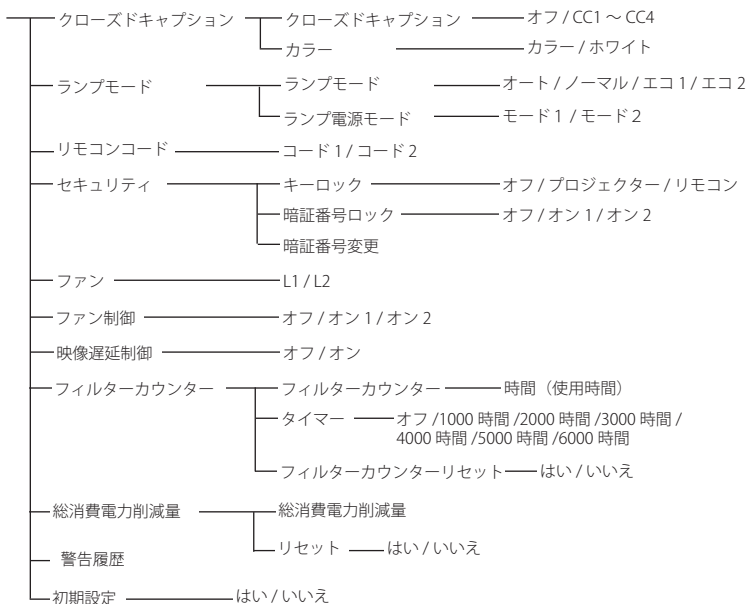 クローズドキャプション クローズドキャプション オフ / CC1 ～ CC4
カラー カラー / ホワイト
ランプモード ランプモード オート / ノーマル / エコ 1 / エコ 2
ランプ電源モード モード 1 / モード 2
リモコンコード コード 1 / コード 2
セキュリティ キーロック オフ / プロジェクター / リモコン
暗証番号ロック オフ / オン 1 / オン 2
暗証番号変更
ファン L1 / L2
ファン制御 オフ / オン 1 / オン 2
映像遅延制御 オフ / オン
フィルターカウンター フィルターカウンター 時間（使用時間）
タイマー オフ /1000 時間 /2000 時間 /3000 時間 /
4000 時間 /5000 時間 /6000 時間
フィルターカウンターリセット はい / いいえ
総消費電力削減量 総消費電力削減量
リセット はい / いいえ
警告履歴
初期設定 はい / いいえ